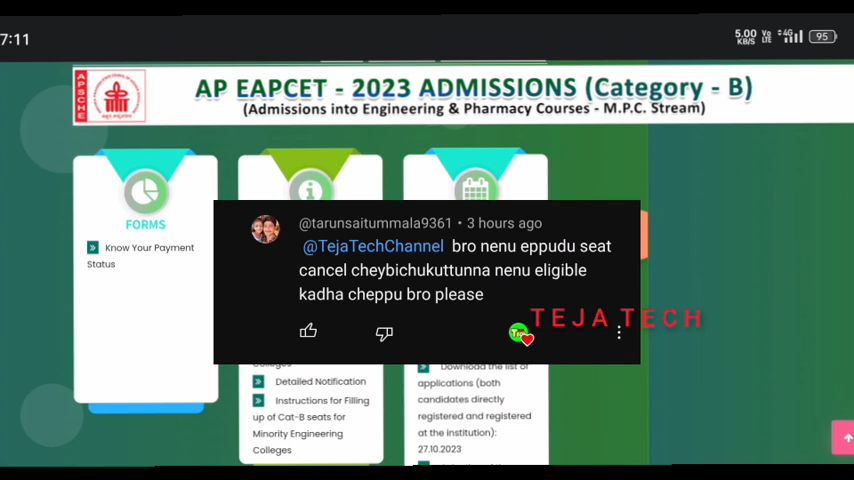 7:11
5.00 KB/S Vo LTE 4G 95
APSCHE
AP EAPCET - 2023 ADMISSIONS (Category - B)
(Admissions into Engineering & Pharmacy Courses - M.P.C. Stream)
FORMS
Know Your Payment
Status
@tarunsaitummala9361 • 3 hours ago
@TejaTechChannel bro nenu eppudu seat
cancel cheybichukuttunna nenu eligible
kadha cheppu bro please
TEJA TECH
Colleges
Detailed Notification
Instructions for Filling
up of Cat-B seats for
Minority Engineering
Colleges
Download the list of
applications (both
candidates directly
registered and registered
at the institution):
27.10.2023